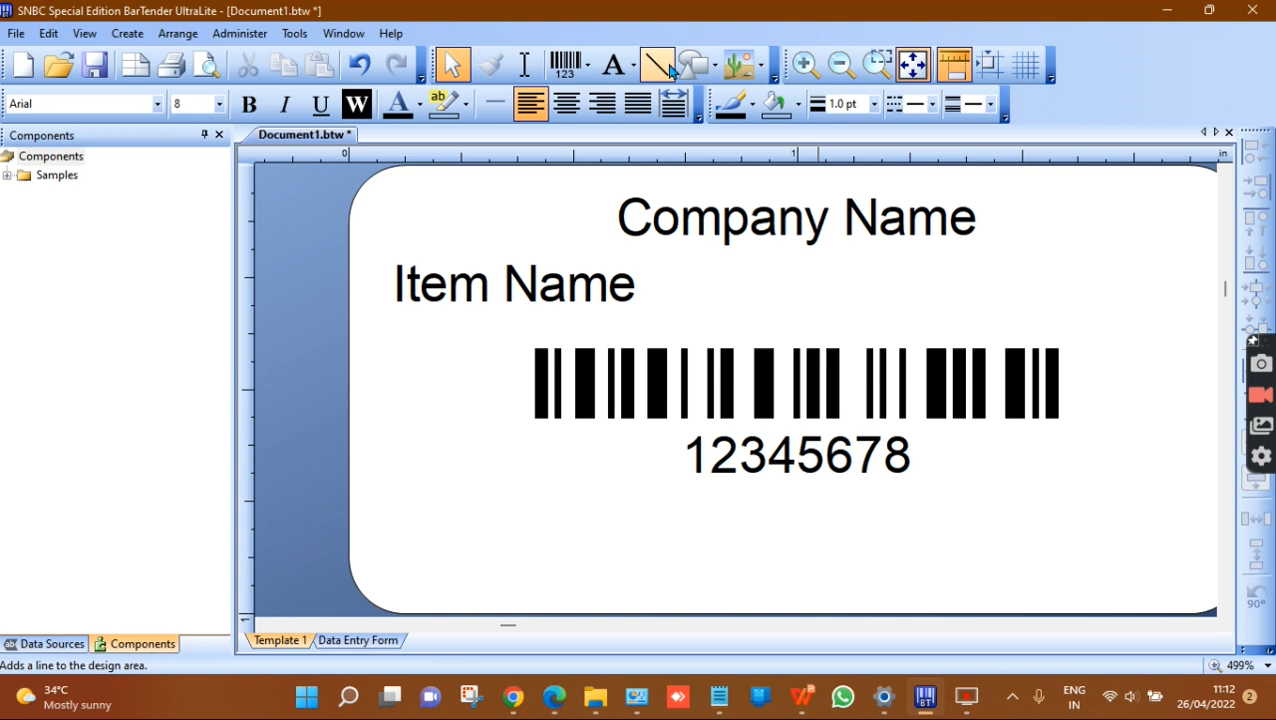 SNBC Special Edition BarTender UltraLite - [Document1.btw *]
File Edit View Create Arrange Administer Tools Window Help
123 A
Arial 8 B I U W A ab 1.0 pt
Components
Document1.btw *
Components
Samples
0 1 in
Company Name
Item Name
12345678
1
90°
Data Sources Components
Template 1 Data Entry Form
Adds a line to the design area.
499%
34°C
Mostly sunny
BT
ENG
IN
11:12
26/04/2022
2